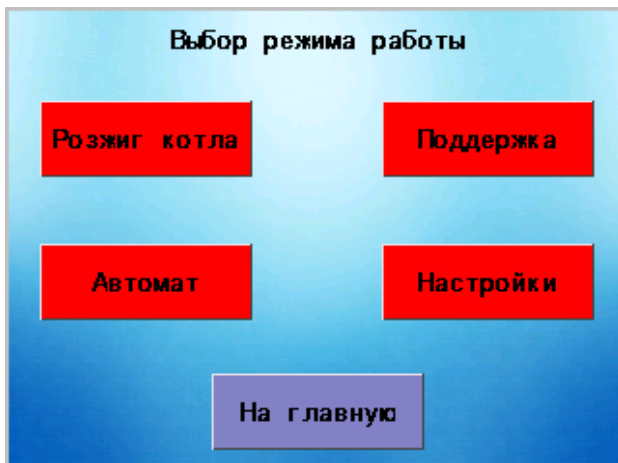 Выбор режима работы
Розжиг котла
Поддержка
Автомат
Настройки
На главную